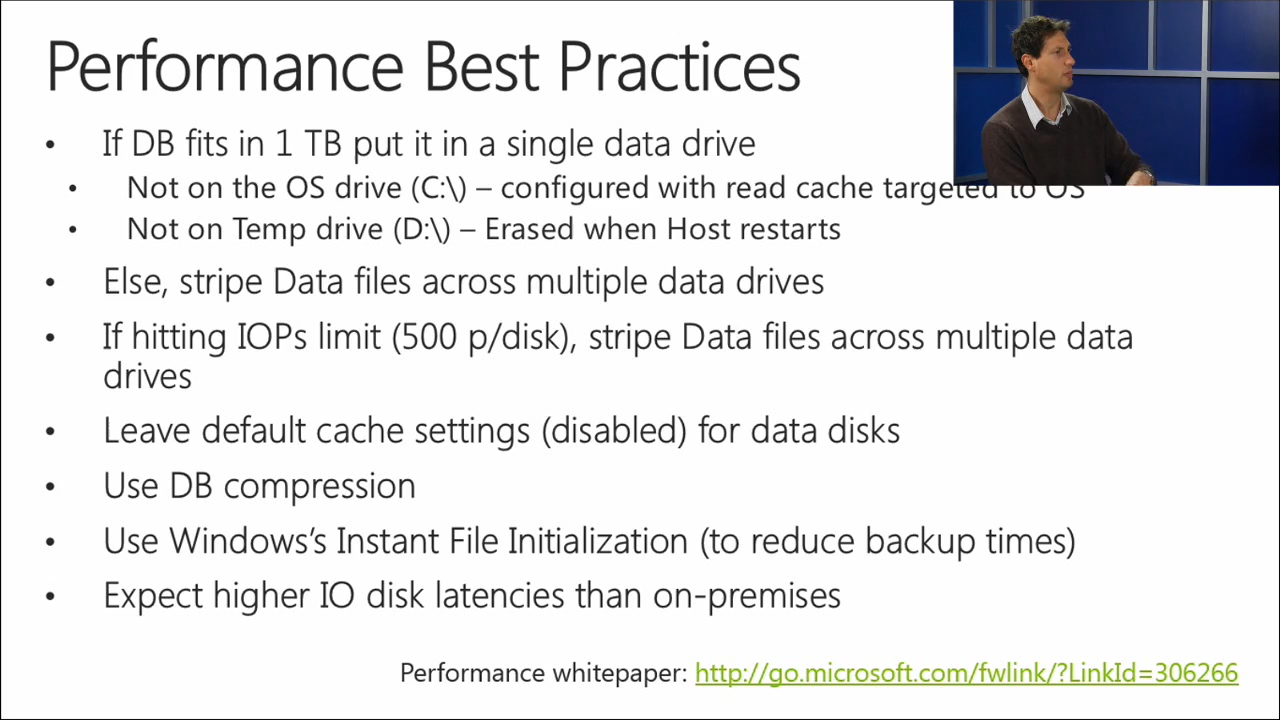 Performance Best Practices
• If DB fits in 1 TB put it in a single data drive
• Not on the OS drive (C:\) – configured with read cache targeted to OS
• Not on Temp drive (D:\) – Erased when Host restarts
• Else, stripe Data files across multiple data drives
• If hitting IOPs limit (500 p/disk), stripe Data files across multiple data
drives
• Leave default cache settings (disabled) for data disks
• Use DB compression
• Use Windows’s Instant File Initialization (to reduce backup times)
• Expect higher IO disk latencies than on-premises
Performance whitepaper: http://go.microsoft.com/fwlink/?LinkId=306266